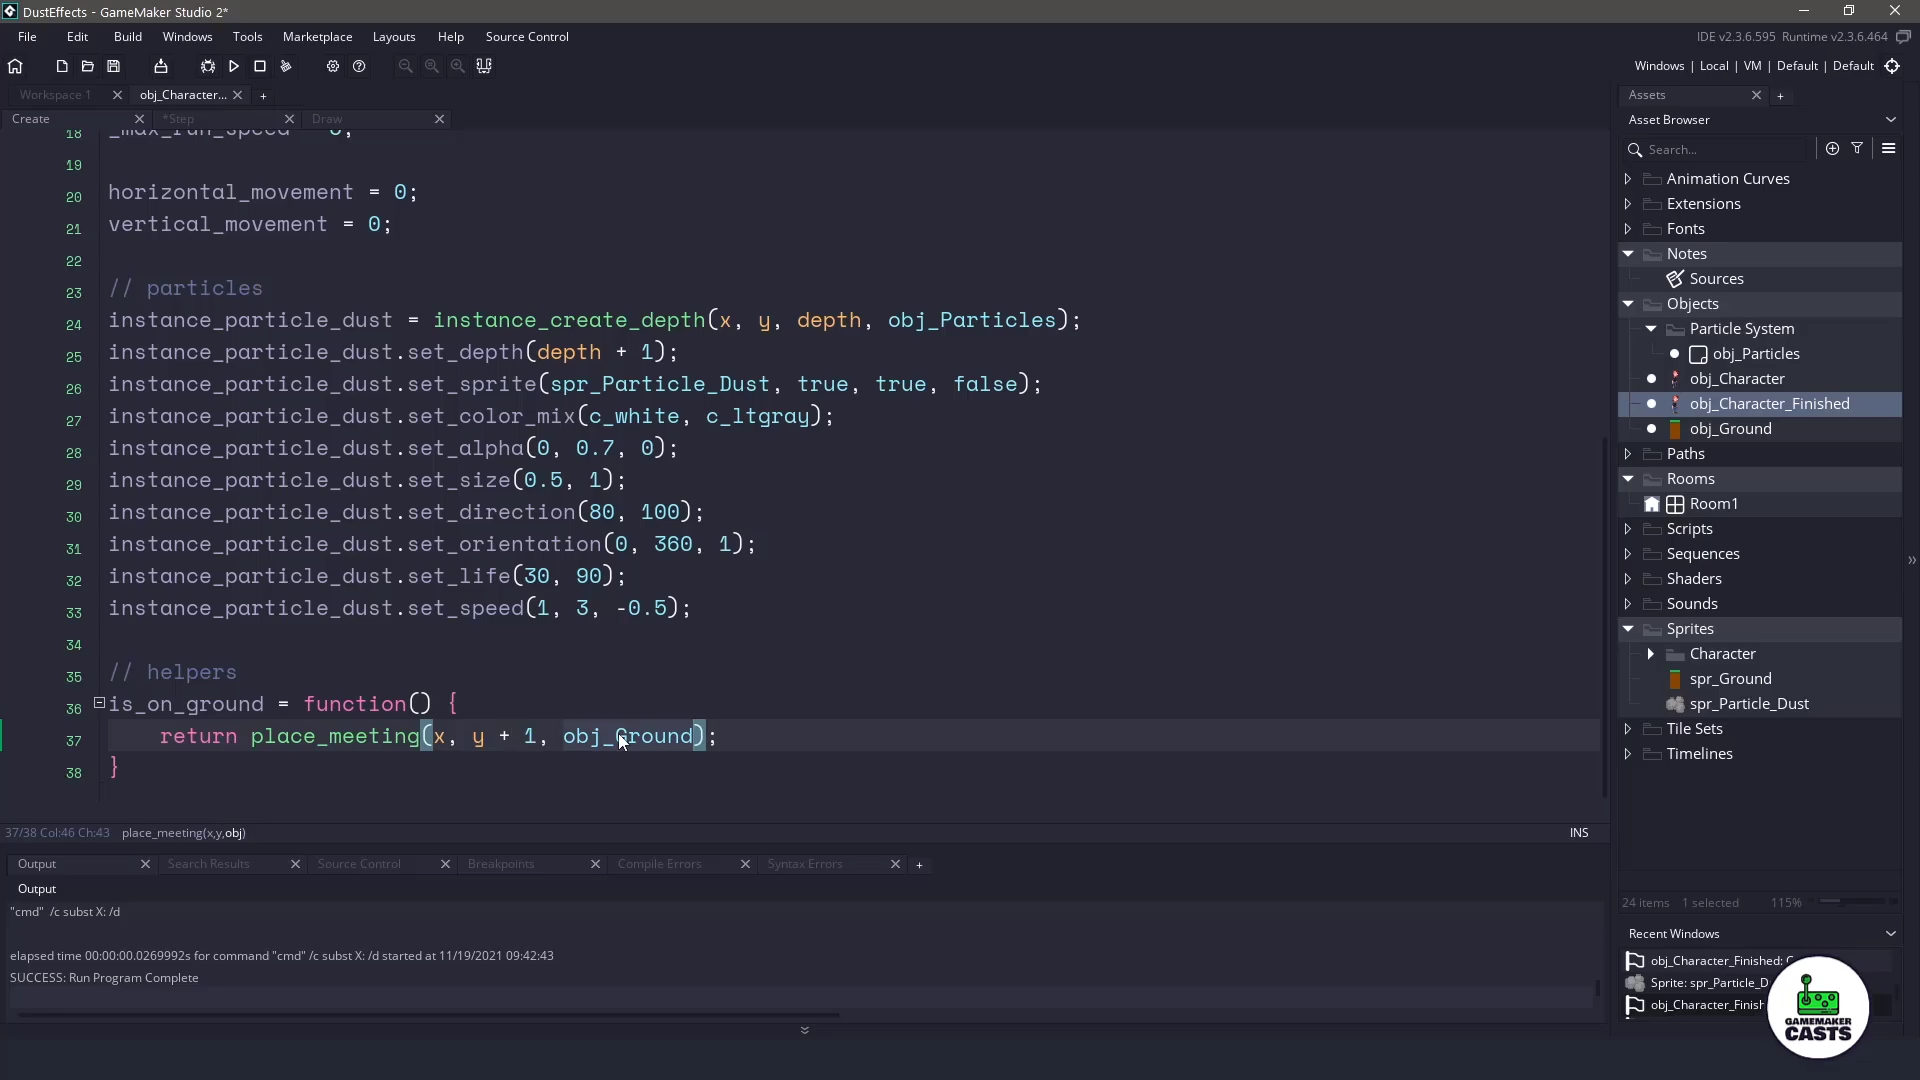 DustEffects - GameMaker Studio 2*
File Edit Build Windows Tools Marketplace Layouts Help Source Control
IDE v2.3.6.595 Runtime v2.3.6.464
Windows | Local | VM | Default | Default
Workspace 1 obj_Character... +
Create *Step Draw
18 _max_run_speed = 0;
19
20 horizontal_movement = 0;
21 vertical_movement = 0;
22
23 // particles
24 instance_particle_dust = instance_create_depth(x, y, depth, obj_Particles);
25 instance_particle_dust.set_depth(depth + 1);
26 instance_particle_dust.set_sprite(spr_Particle_Dust, true, true, false);
27 instance_particle_dust.set_color_mix(c_white, c_ltgray);
28 instance_particle_dust.set_alpha(0, 0.7, 0);
29 instance_particle_dust.set_size(0.5, 1);
30 instance_particle_dust.set_direction(80, 100);
31 instance_particle_dust.set_orientation(0, 360, 1);
32 instance_particle_dust.set_life(30, 90);
33 instance_particle_dust.set_speed(1, 3, -0.5);
34
35 // helpers
36 is_on_ground = function() {
37 return place_meeting(x, y + 1, obj_Ground);
38 }
37/38 Col:46 Ch:43 place_meeting(x,y,obj)
INS
Output Search Results Source Control Breakpoints Compile Errors Syntax Errors +
Output
"cmd" /c subst X: /d
elapsed time 00:00:00.0269992s for command "cmd" /c subst X: /d started at 11/19/2021 09:42:43
SUCCESS: Run Program Complete
Assets +
Asset Browser
Search...
Animation Curves
Extensions
Fonts
Notes
Sources
Objects
Particle System
obj_Particles
obj_Character
obj_Character_Finished
obj_Ground
Paths
Rooms
Room1
Scripts
Sequences
Shaders
Sounds
Sprites
Character
spr_Ground
spr_Particle_Dust
Tile Sets
Timelines
24 items 1 selected 115%
Recent Windows
obj_Character_Finished: C
Sprite: spr_Particle_D
obj_Character_Finish
GAMEMAKER
CASTS